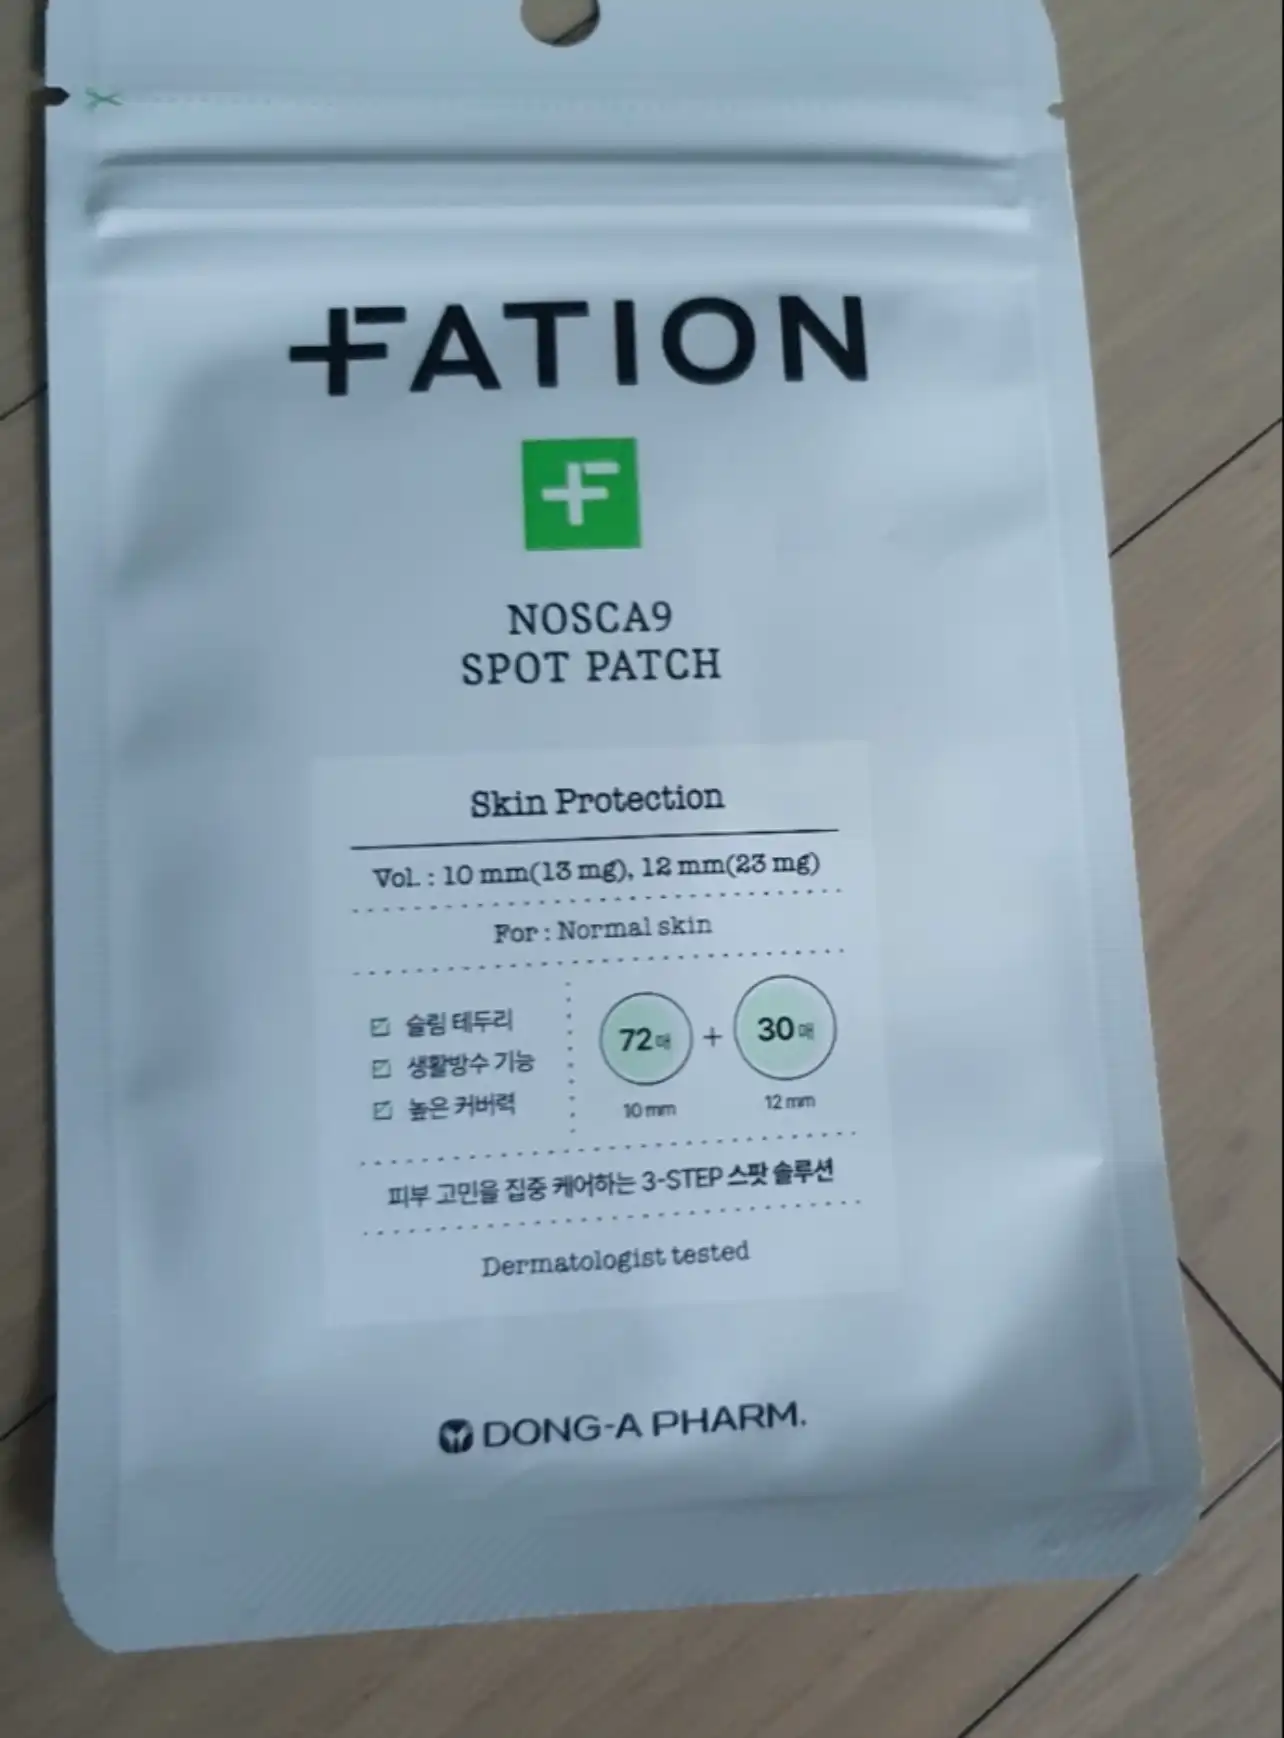 FATION
NOSCA9
SPOT PATCH
Skin Protection
Vol. : 10 mm(13 mg), 12 mm(23 mg)
For : Normal skin
슬림 테두리
생활방수 기능
높은 커버력
72매 + 30매
10 mm 12 mm
피부 고민을 집중 케어하는 3-STEP 스팟 솔루션
Dermatologist tested
DONG-A PHARM.